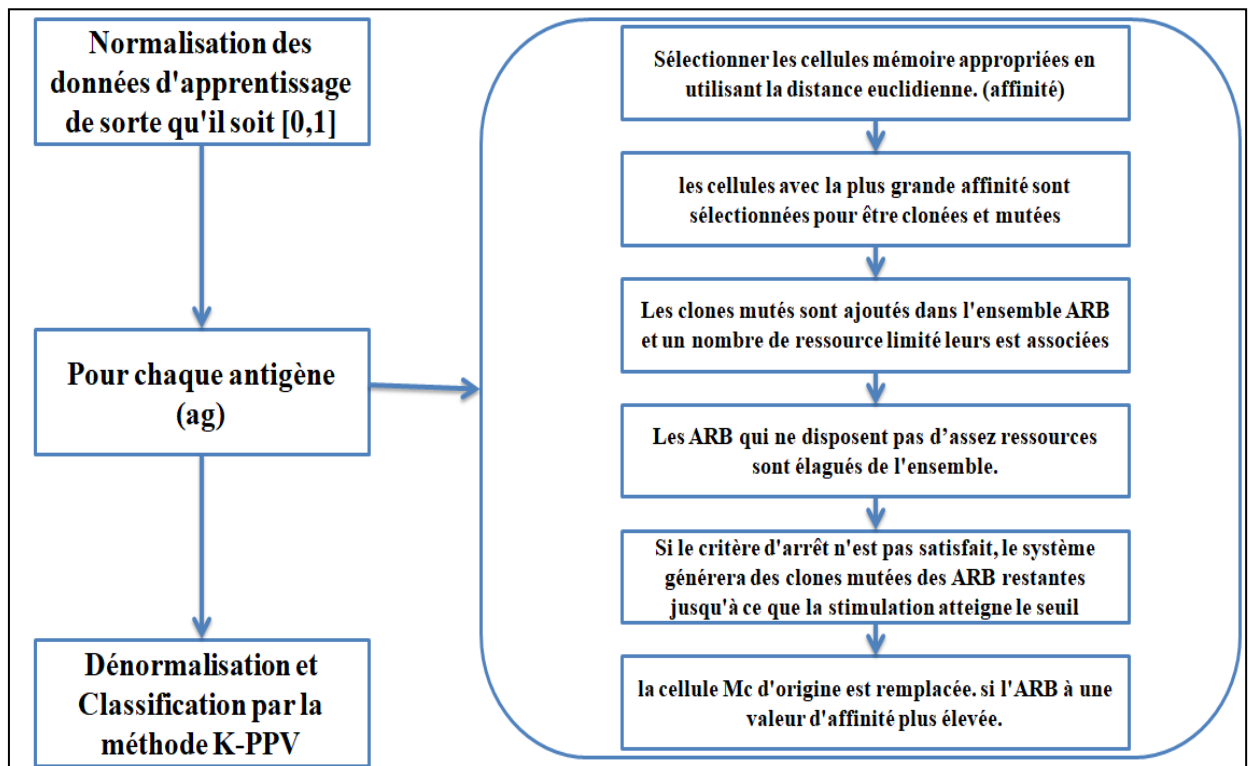 Normalisation des
données d'apprentissage
de sorte qu'il soit [0,1]
Pour chaque antigène
(ag)
Dénormalisation et
Classification par la
méthode K-PPV
Sélectionner les cellules mémoire appropriées en
utilisant la distance euclidienne. (affinité)
les cellules avec la plus grande affinité sont
sélectionnées pour être clonées et mutées
Les clones mutés sont ajoutés dans l'ensemble ARB
et un nombre de ressource limité leurs est associées
Les ARB qui ne disposent pas d’assez ressources
sont élagués de l'ensemble.
Si le critère d'arrêt n'est pas satisfait, le système
générera des clones mutées des ARB restantes
jusqu'à ce que la stimulation atteigne le seuil
la cellule Mc d'origine est remplacée. si l'ARB à une
valeur d'affinité plus élevée.